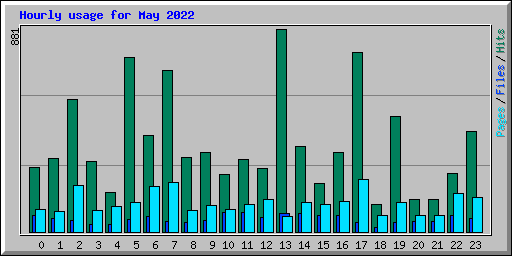 Hourly usage for May 2022
881
Pages/Files/Hits
0 1 2 3 4 5 6 7 8 9 10 11 12 13 14 15 16 17 18 19 20 21 22 23